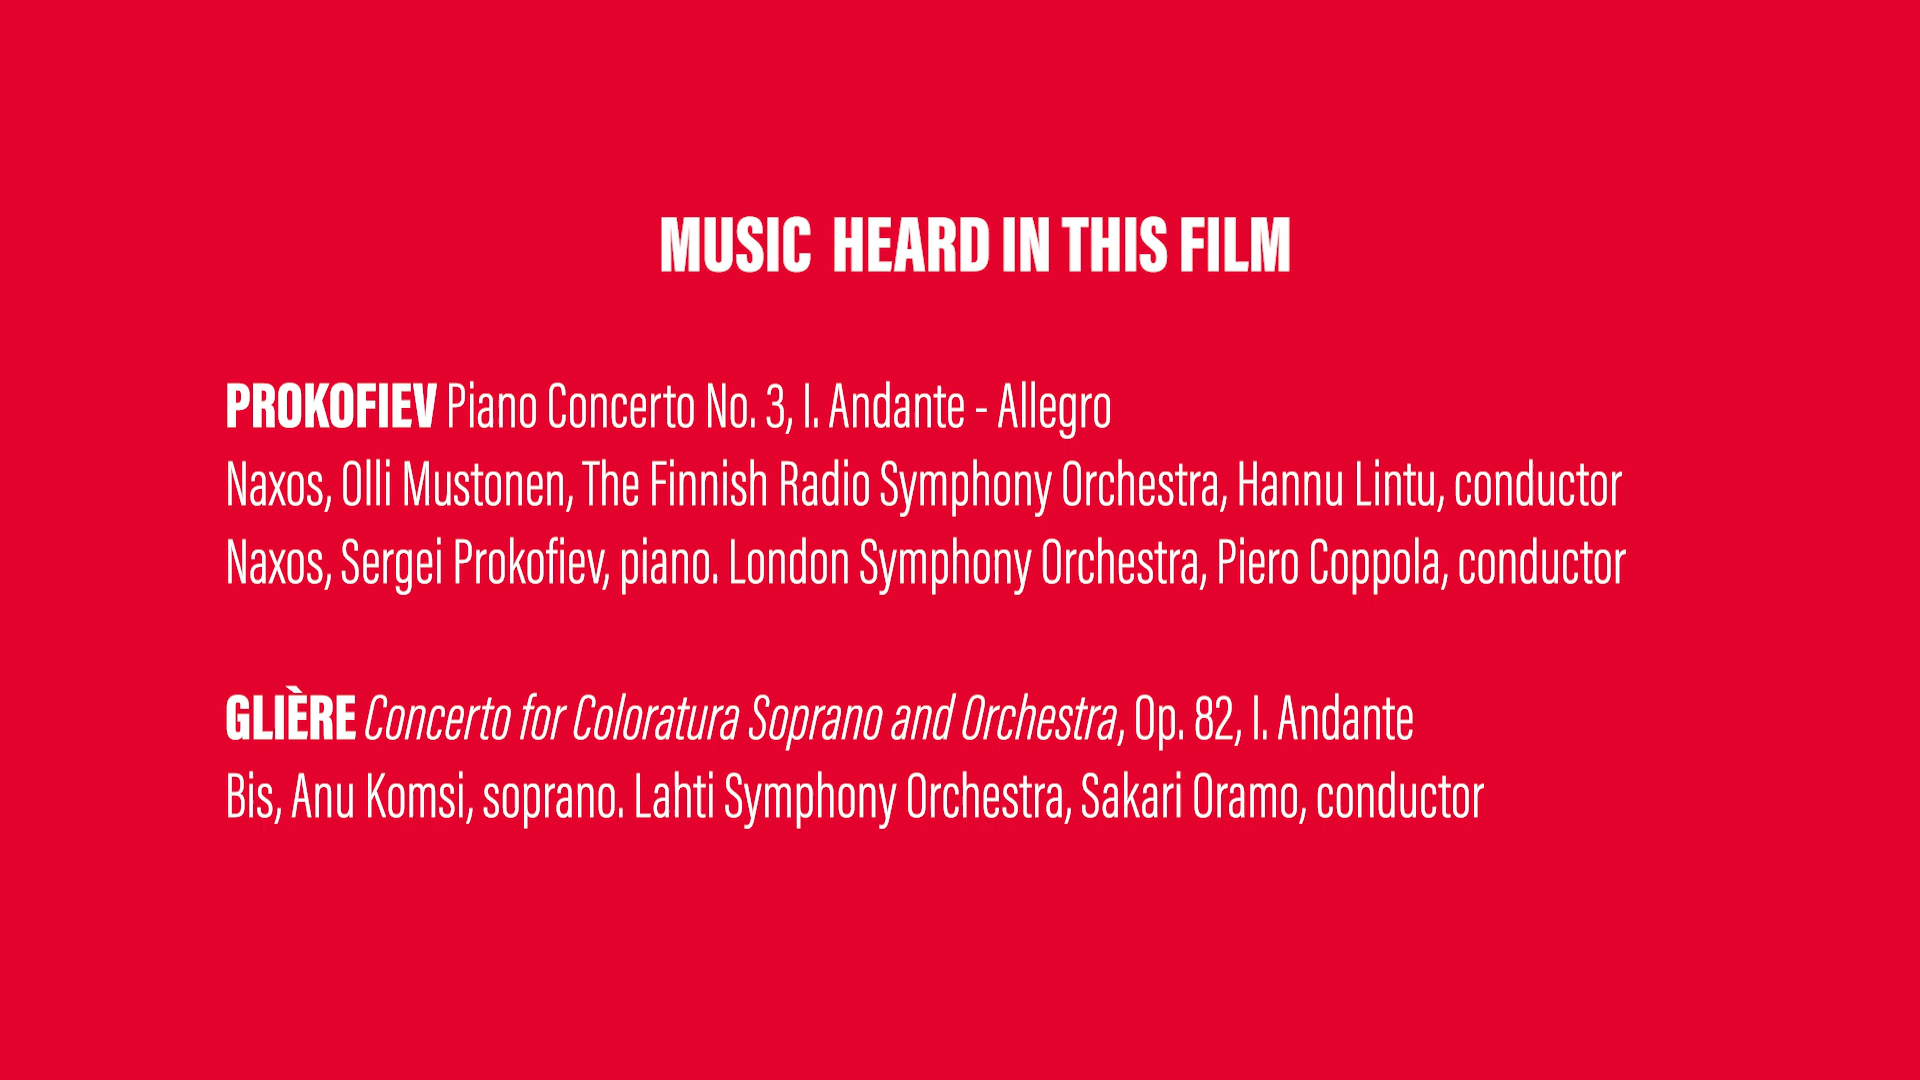 MUSIC HEARD IN THIS FILM
PROKOFIEV Piano Concerto No. 3, I. Andante - Allegro
Naxos, Olli Mustonen, The Finnish Radio Symphony Orchestra, Hannu Lintu, conductor
Naxos, Sergei Prokofiev, piano. London Symphony Orchestra, Piero Coppola, conductor
GLIÈRE Concerto for Coloratura Soprano and Orchestra, Op. 82, I. Andante
Bis, Anu Komsi, soprano. Lahti Symphony Orchestra, Sakari Oramo, conductor